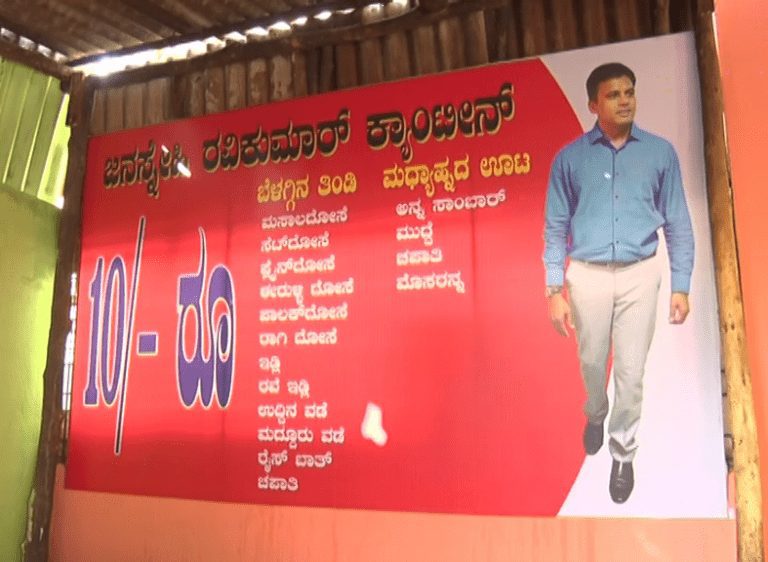 ಜನಸ್ನೇಹಿ ರವಿಕುಮಾರ್ ಕ್ಯಾಂಟೀನ್
10/- ರೂ
ಬೆಳಗ್ಗಿನ ತಿಂಡಿ
ಮಸಾಲದೋಸೆ
ಸೆಟ್‌ದೋಸೆ
ಪ್ಲೈನ್‌ದೋಸೆ
ಈರುಳ್ಳಿ ದೋಸೆ
ಪಾಲಕ್‌ದೋಸೆ
ರಾಗಿ ದೋಸೆ
ಇಡ್ಲಿ
ರವೆ ಇಡ್ಲಿ
ಉದ್ದಿನ ವಡೆ
ಮದ್ದೂರು ವಡೆ
ರೈಸ್ ಬಾತ್
ಚಪಾತಿ
ಮಧ್ಯಾಹ್ನದ ಊಟ
ಅನ್ನ ಸಾಂಬಾರ್
ಮುದ್ದೆ
ಚಪಾತಿ
ಮೊಸರನ್ನ